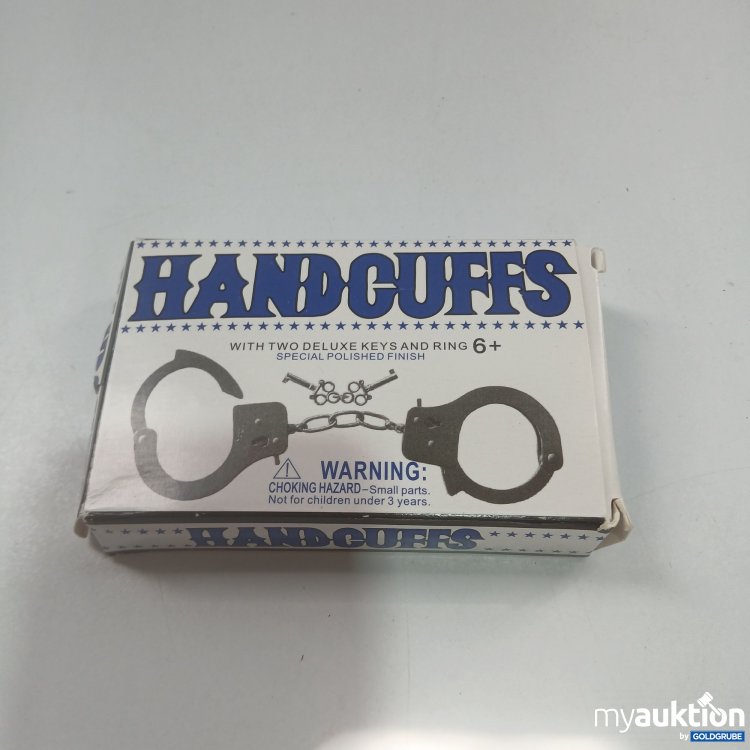 HANDCUFFS
WITH TWO DELUXE KEYS AND RING 6+
SPECIAL POLISHED FINISH
WARNING:
CHOKING HAZARD–Small parts.
Not for children under 3 years.
HANDCUFFS
myauktion
by GOLDGRUBE